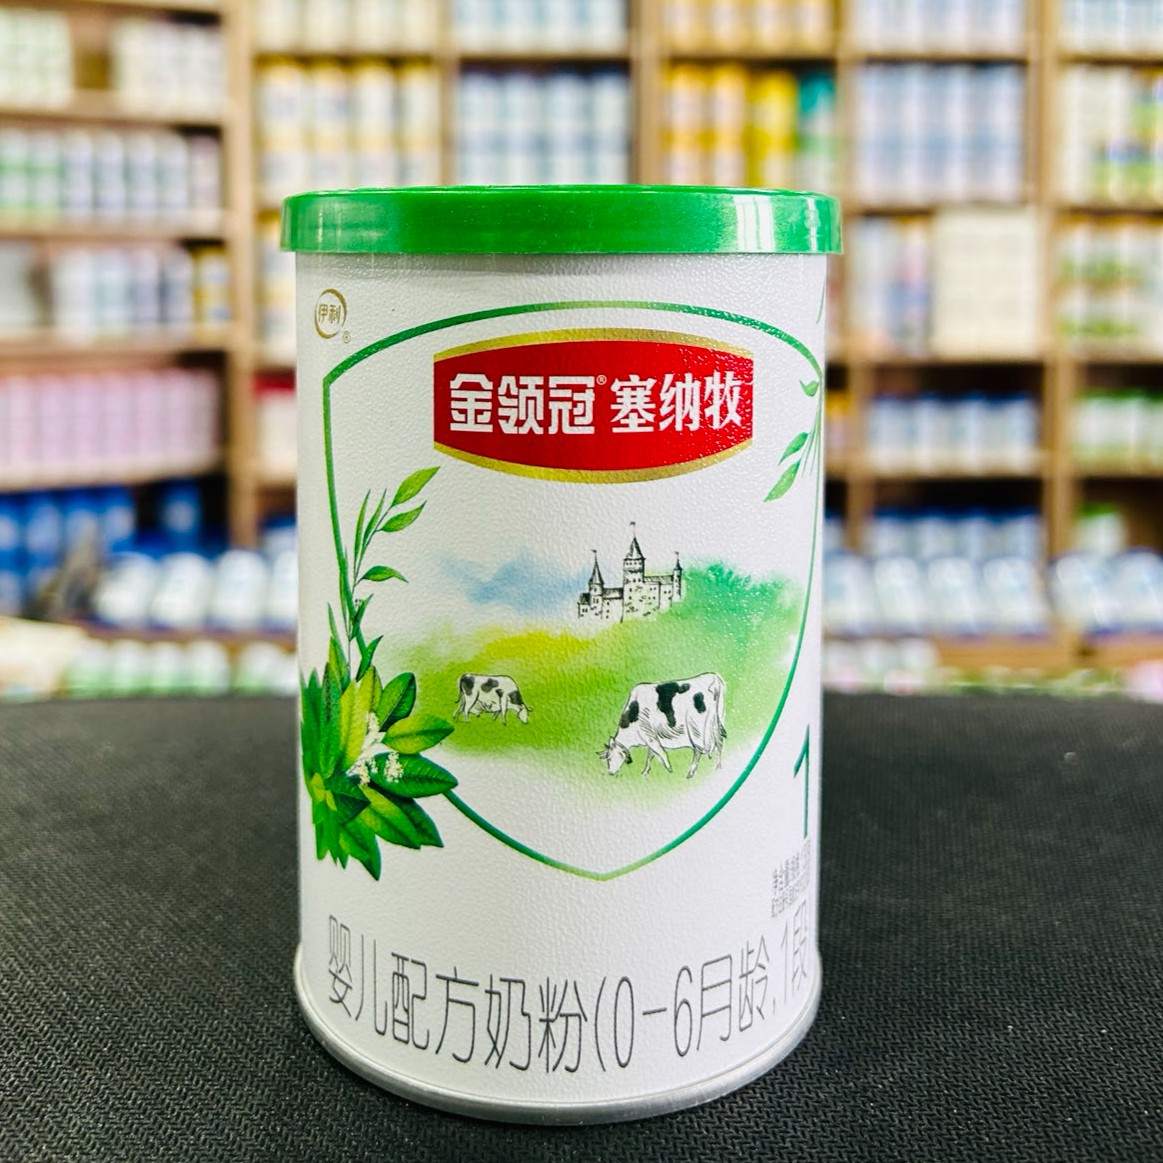 伊利
®
金领冠® 塞纳牧
1
婴儿配方奶粉(0-6月龄,1段)